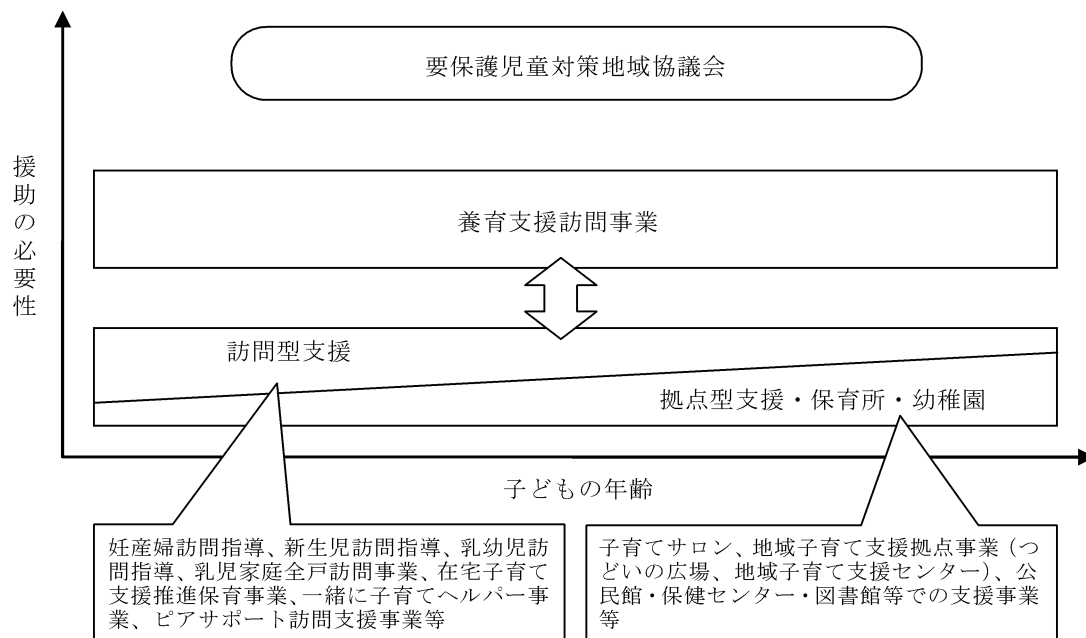 要保護児童対策地域協議会
援助の必要性
養育支援訪問事業
訪問型支援
拠点型支援・保育所・幼稚園
子どもの年齢
妊産婦訪問指導、新生児訪問指導、乳幼児訪
問指導、乳児家庭全戸訪問事業、在宅子育て
支援推進保育事業、一緒に子育てヘルパー事
業、ピアサポート訪問支援事業等
子育てサロン、地域子育て支援拠点事業（つ
どいの広場、地域子育て支援センター）、公
民館・保健センター・図書館等での支援事業
等